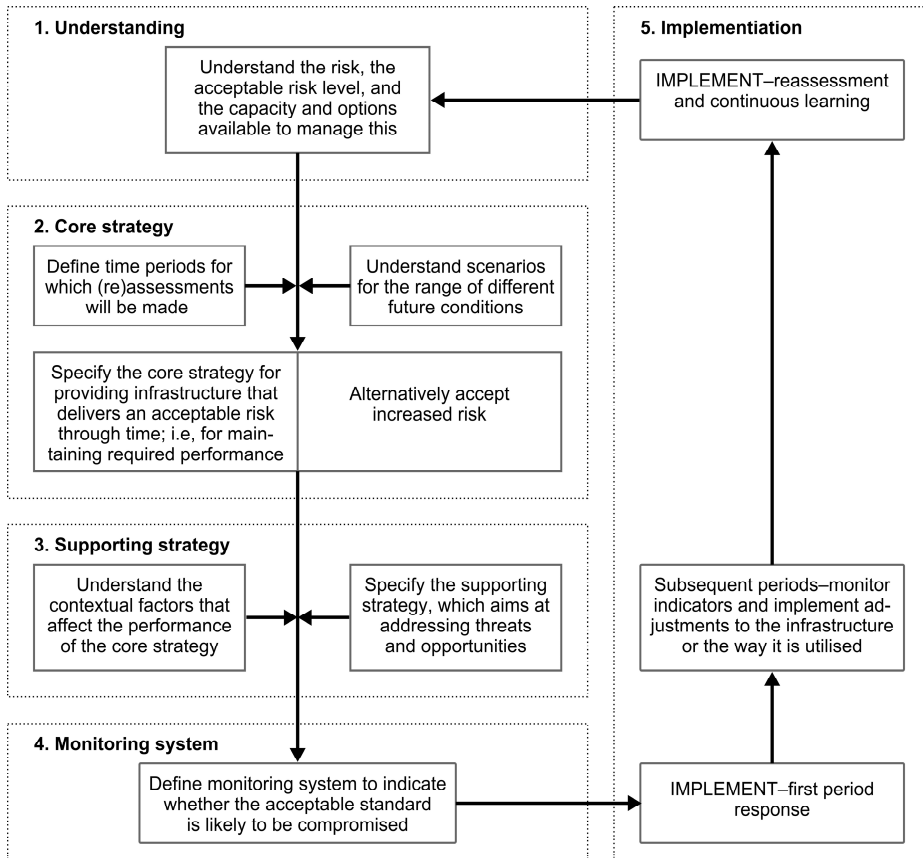 1. Understanding
Understand the risk, the
acceptable risk level, and
the capacity and options
available to manage this
2. Core strategy
Define time periods for
which (re)assessments
will be made
Understand scenarios
for the range of different
future conditions
Specify the core strategy for
providing infrastructure that
delivers an acceptable risk
through time; i.e, for main-
taining required performance
Alternatively accept
increased risk
3. Supporting strategy
Understand the
contextual factors that
affect the performance
of the core strategy
Specify the supporting
strategy, which aims at
addressing threats
and opportunities
4. Monitoring system
Define monitoring system to indicate
whether the acceptable standard
is likely to be compromised
5. Implementiation
IMPLEMENT–reassessment
and continuous learning
Subsequent periods–monitor
indicators and implement ad-
justments to the infrastructure
or the way it is utilised
IMPLEMENT–first period
response